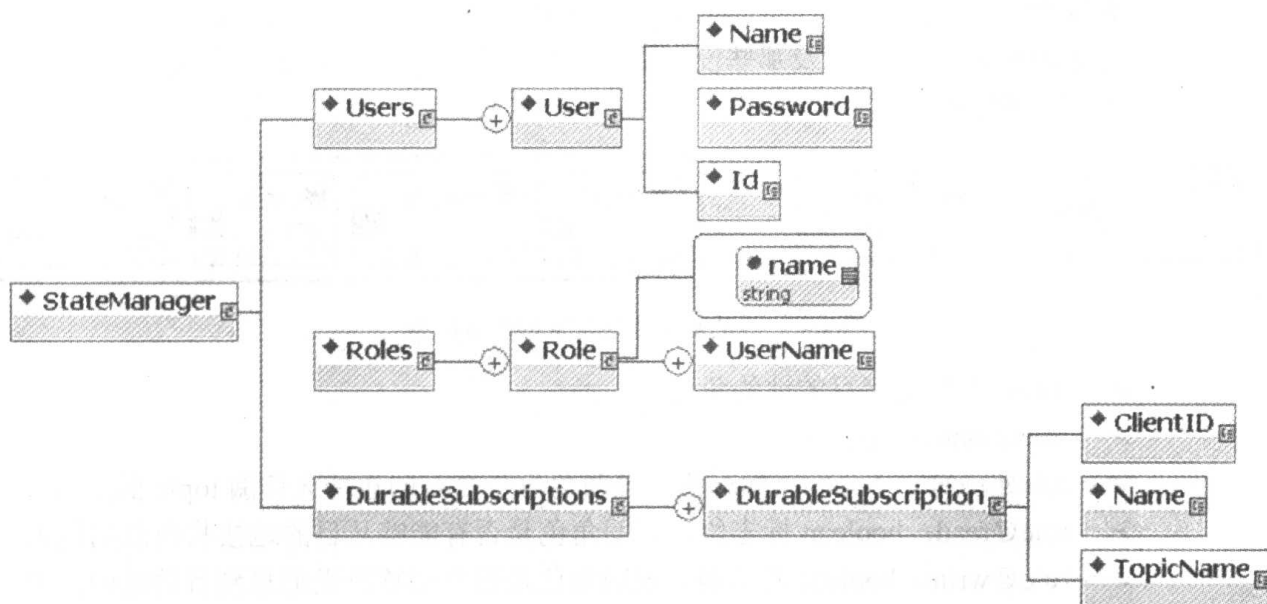 Name
Users
User
Password
Id
name
string
StateManager
Roles
Role
UserName
ClientID
DurableSubscriptions
DurableSubscription
Name
TopicName